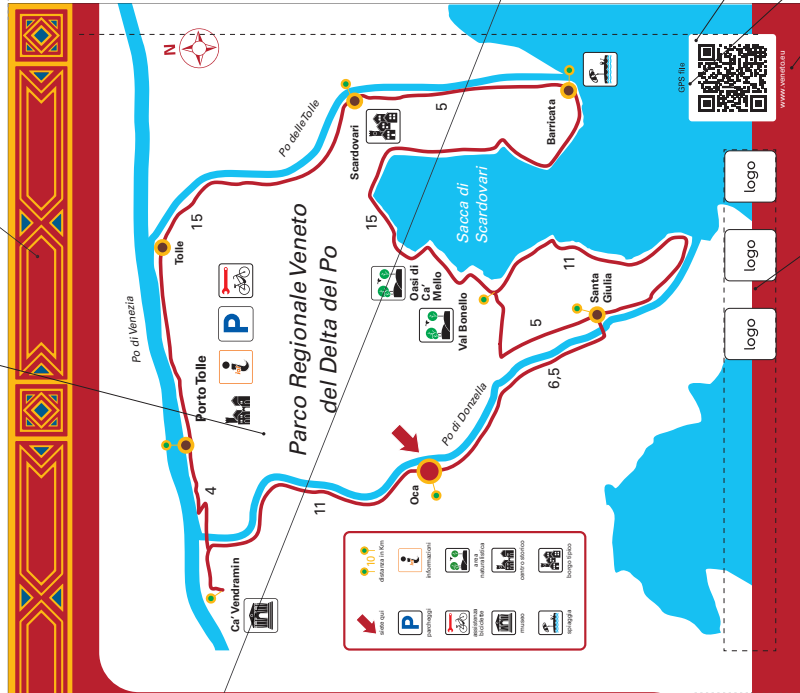 N
Po di Venezia
Po delle Tolle
Tolle
15
Scardovari
5
Barricata
Sacca di
Scardovari
15
Oasi di
Ca'
Mello
Val Bonello
11
Santa
Giulia
5
6,5
Po di Donzella
Oca
11
Parco Regionale Veneto
del Delta del Po
P
i
Porto Tolle
4
Ca' Vendramin
siete qui
P
parcheggi
assistenza
biciclette
museo
spiaggia
10
distanza in Km
i
informazioni
area
naturalistica
centro storico
borgo tipico
GPS file
www.veneto.eu
logo
logo
logo